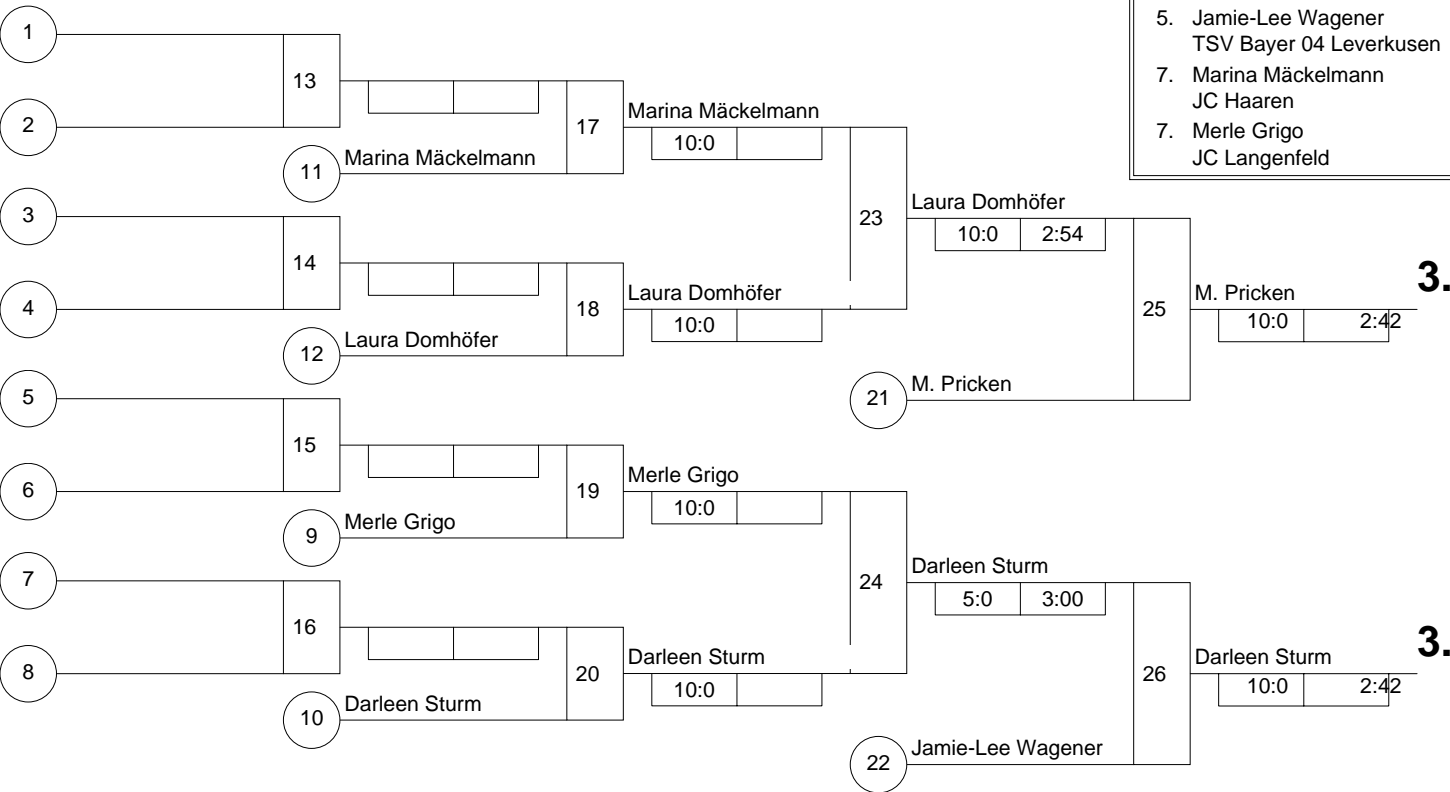 5. Jamie-Lee Wagener
TSV Bayer 04 Leverkusen
7. Marina Mäckelmann
JC Haaren
7. Merle Grigo
JC Langenfeld
1
13
2
17
Marina Mäckelmann
10:0
11
Marina Mäckelmann
3
14
4
18
Laura Domhöfer
10:0
12
Laura Domhöfer
23
Laura Domhöfer
10:0 2:54
25
M. Pricken
10:0 2:42
3.
21
M. Pricken
5
15
6
19
Merle Grigo
10:0
9
Merle Grigo
7
16
8
20
Darleen Sturm
10:0
10
Darleen Sturm
24
Darleen Sturm
5:0 3:00
26
Darleen Sturm
10:0 2:42
3.
22
Jamie-Lee Wagener